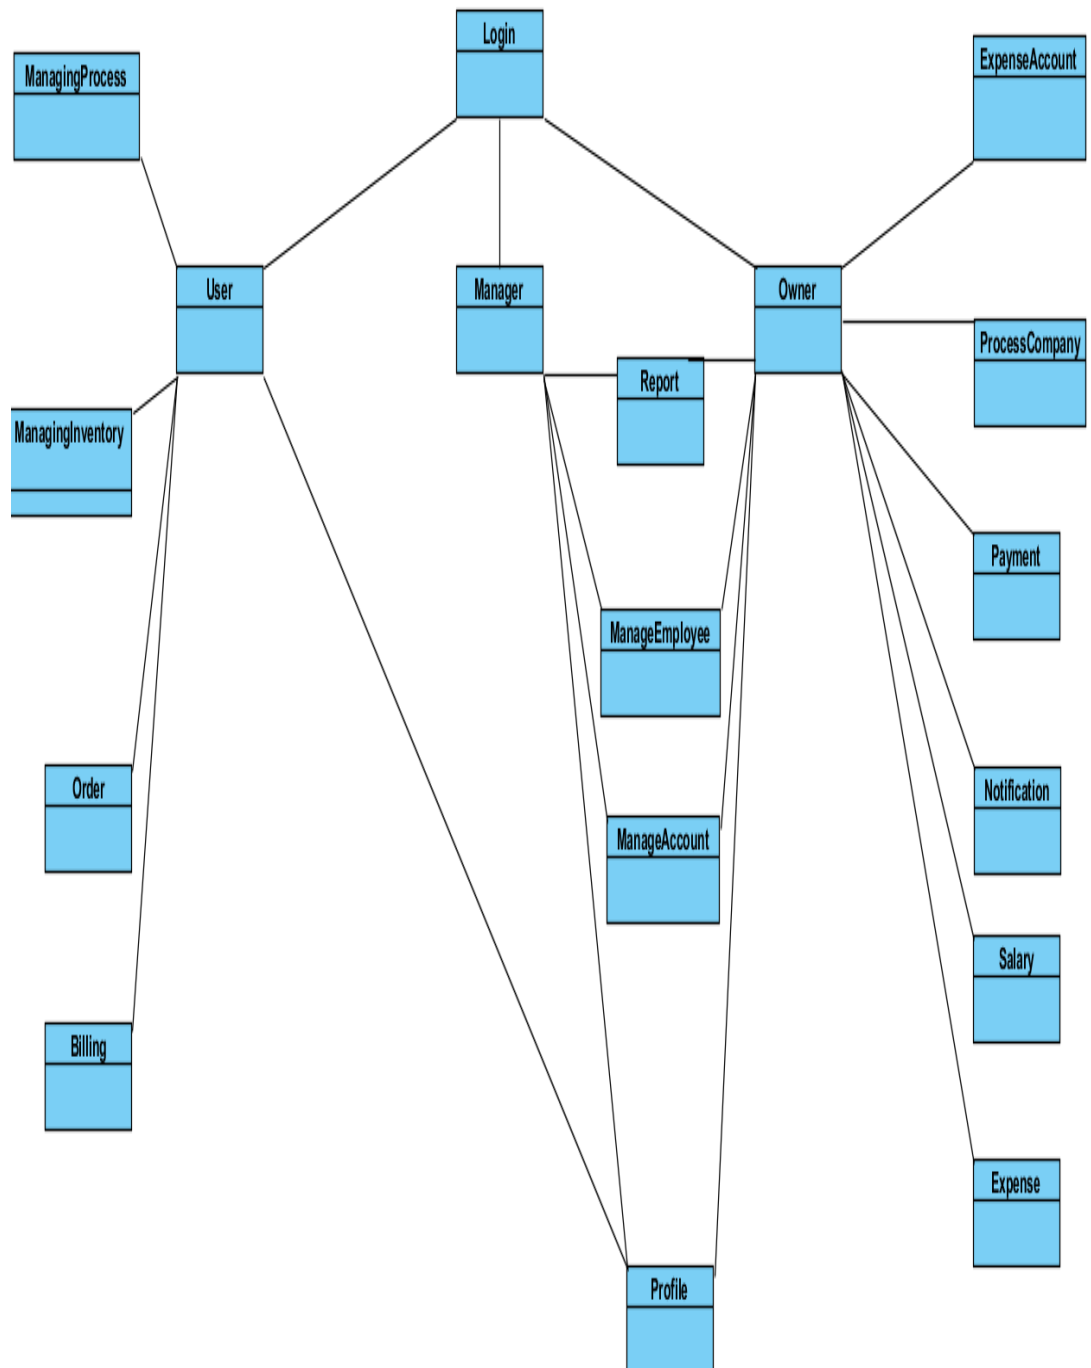 Login
ManagingProcess
ExpenseAccount
User
Manager
Owner
ProcessCompany
Report
ManagingInventory
Payment
ManageEmployee
Order
Notification
ManageAccount
Salary
Billing
Expense
Profile